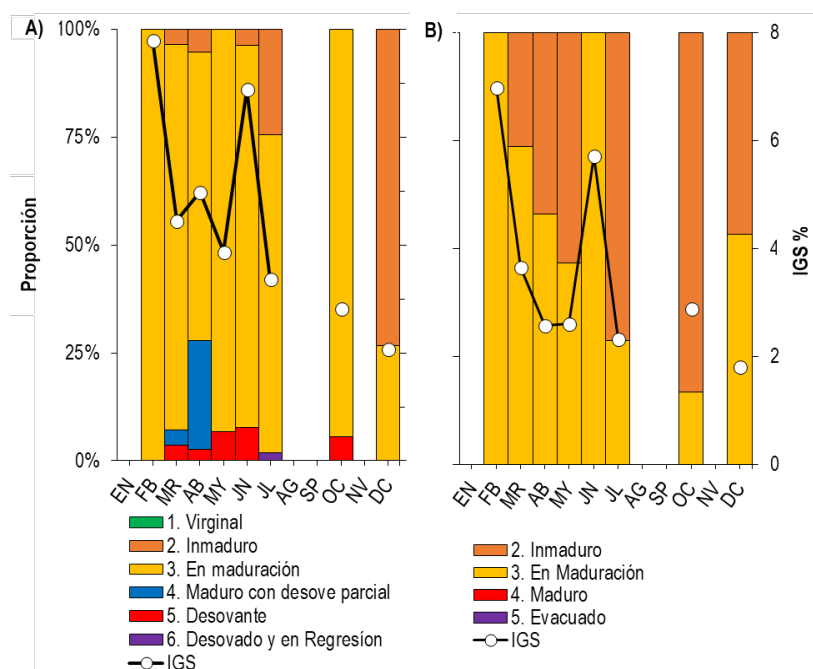 A)
100%
75%
50%
25%
0%
Proporción
EN FB MR AB MY JN JL AG SP OC NV DC
1. Virginal
2. Inmaduro
3. En maduración
4. Maduro con desove parcial
5. Desovante
6. Desovado y en Regresion
IGS
B)
8
6
4
2
0
IGS %
EN FB MR AB MY JN JL AG SP OC NV DC
2. Inmaduro
3. En Maduración
4. Maduro
5. Evacuado
IGS